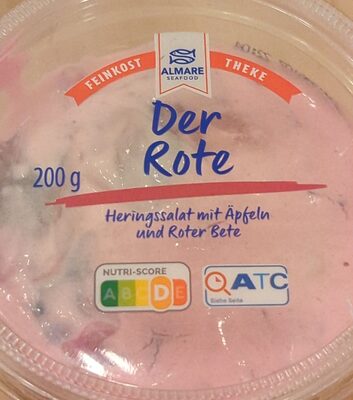 ALMARE
SEAFOOD
FEINKOST THEKE
Der
Rote
200 g
Heringssalat mit Äpfeln
und Roter Bete
NUTRI-SCORE
A B C D E
ATC
Siehe Seite